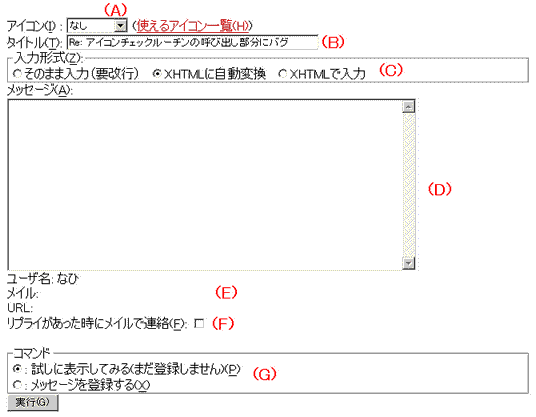 (A)
アイコン(I) : なし (使えるアイコン一覧(H))
タイトル(T): Re: アイコンチェックルーチンの呼び出し部分にバグ (B)
入力形式(Z):
そのまま入力(要改行) XHTMLに自動変換 XHTMLで入力 (C)
メッセージ(A):
(D)
ユーザ名: なひ
メイル: (E)
URL:
リプライがあった時にメイルで連絡(F): (F)
コマンド
: 試しに表示してみる(まだ登録しません)(P) (G)
: メッセージを登録する(X)
実行(G)